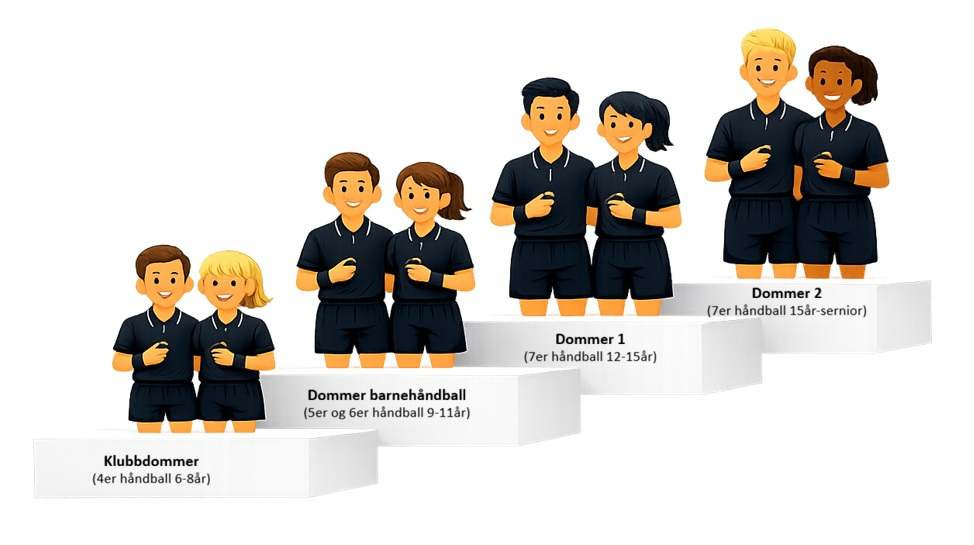 Dommer 2
(7er håndball 15år-sernior)
Dommer 1
(7er håndball 12-15år)
Dommer barnehåndball
(5er og 6er håndball 9-11år)
Klubbdommer
(4er håndball 6-8år)